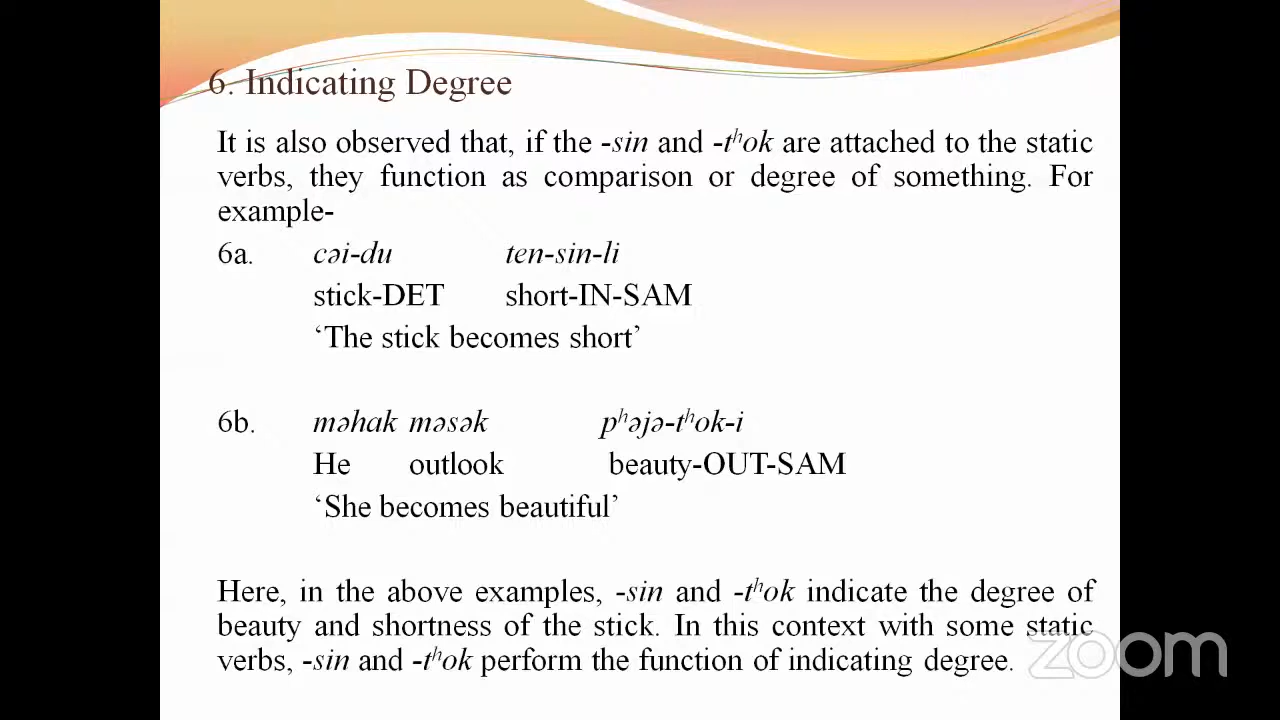 6. Indicating Degree
It is also observed that, if the -sin and -tʰok are attached to the static
verbs, they function as comparison or degree of something. For
example-
6a. cəi-du ten-sin-li
stick-DET short-IN-SAM
‘The stick becomes short’
6b. məhak məsək pʰəjə-tʰok-i
He outlook beauty-OUT-SAM
‘She becomes beautiful’
Here, in the above examples, -sin and -tʰok indicate the degree of
beauty and shortness of the stick. In this context with some static
verbs, -sin and -tʰok perform the function of indicating degree.
zoom